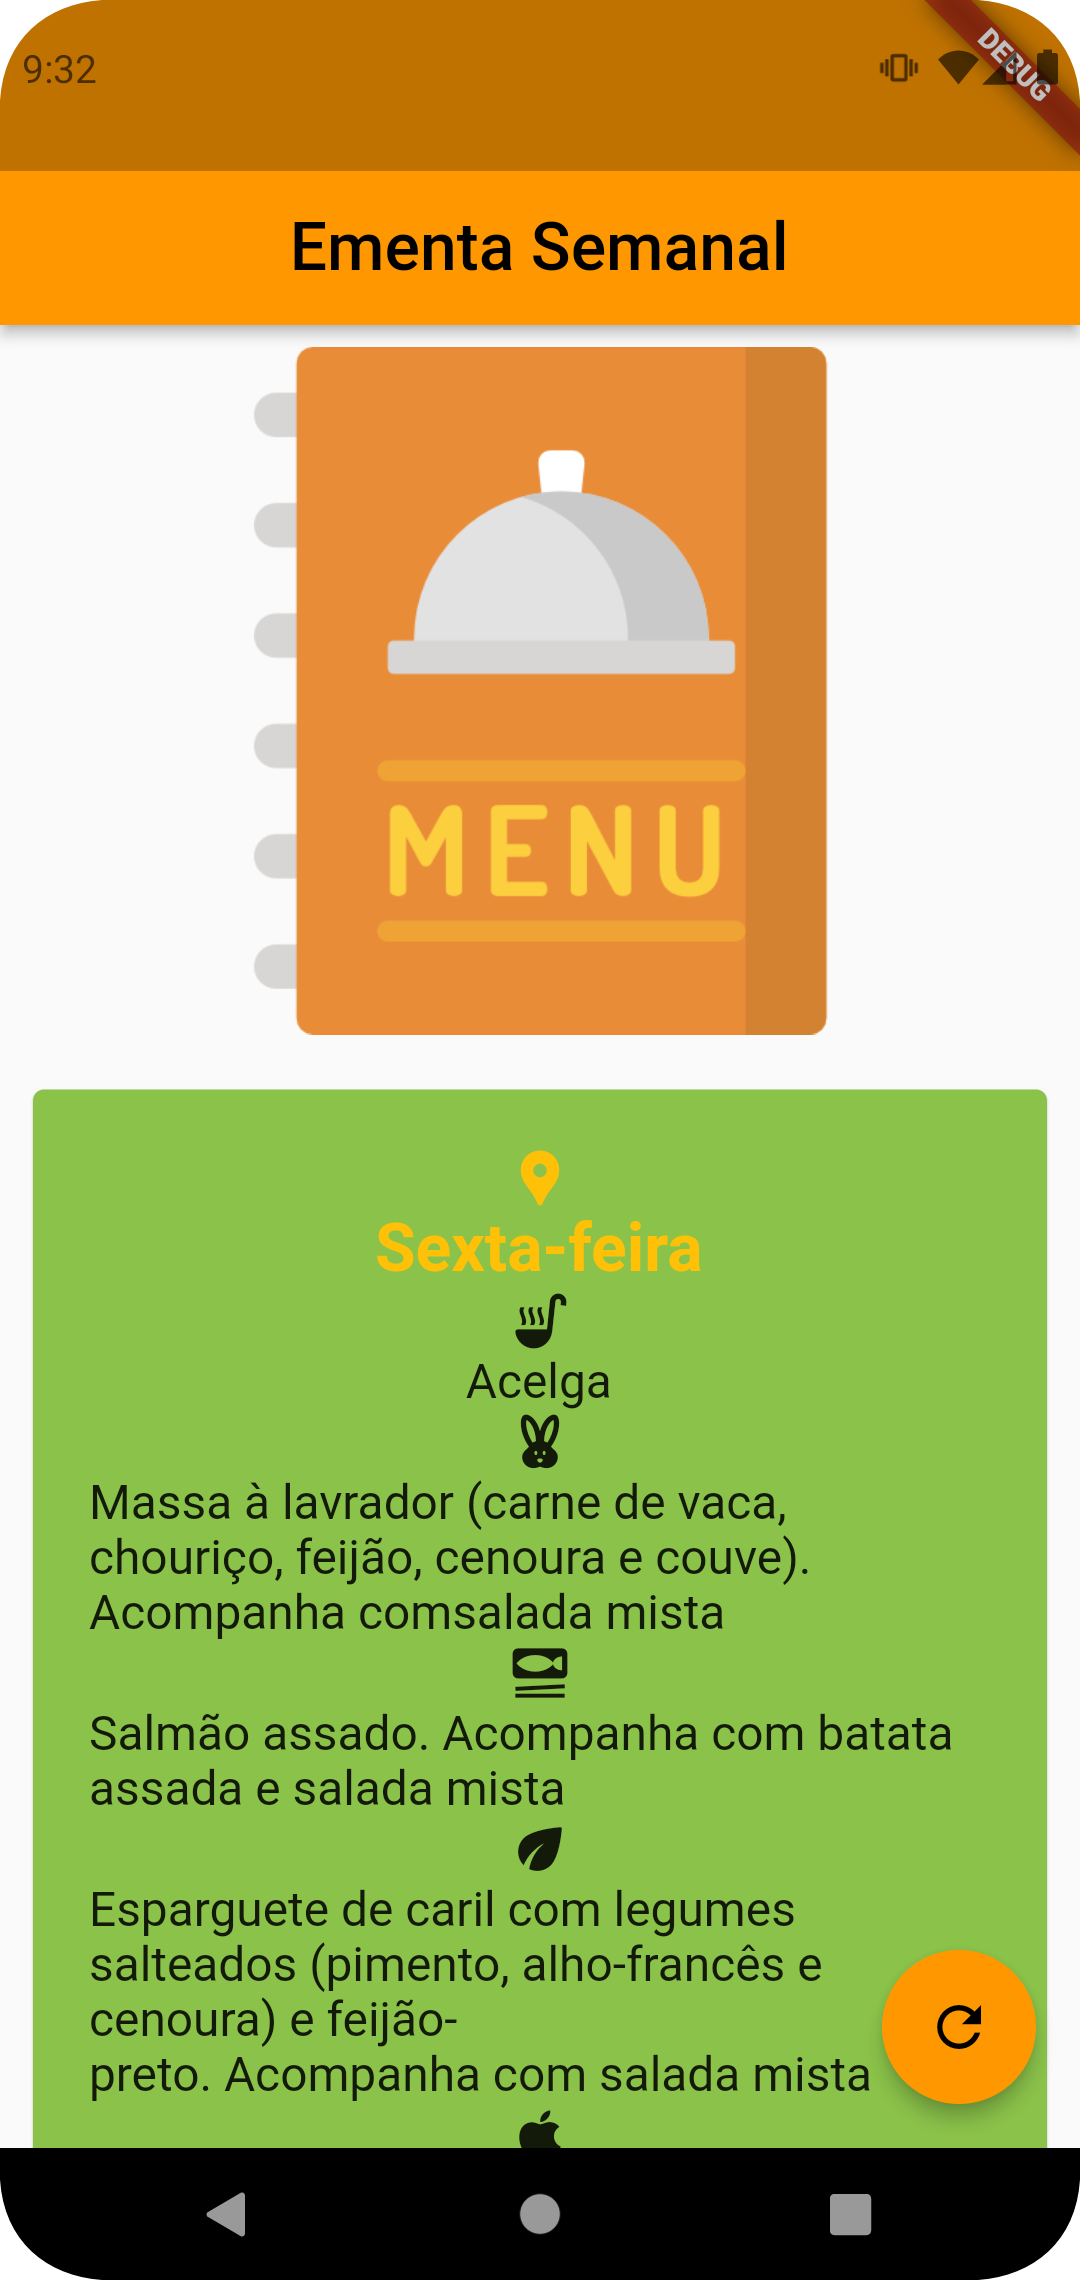 9:32
DEBUG
Ementa Semanal
MENU
Sexta-feira
Acelga
Massa à lavrador (carne de vaca,
chouriço, feijão, cenoura e couve).
Acompanha comsalada mista
Salmão assado. Acompanha com batata
assada e salada mista
Esparguete de caril com legumes
salteados (pimento, alho-francês e
cenoura) e feijão-
preto. Acompanha com salada mista